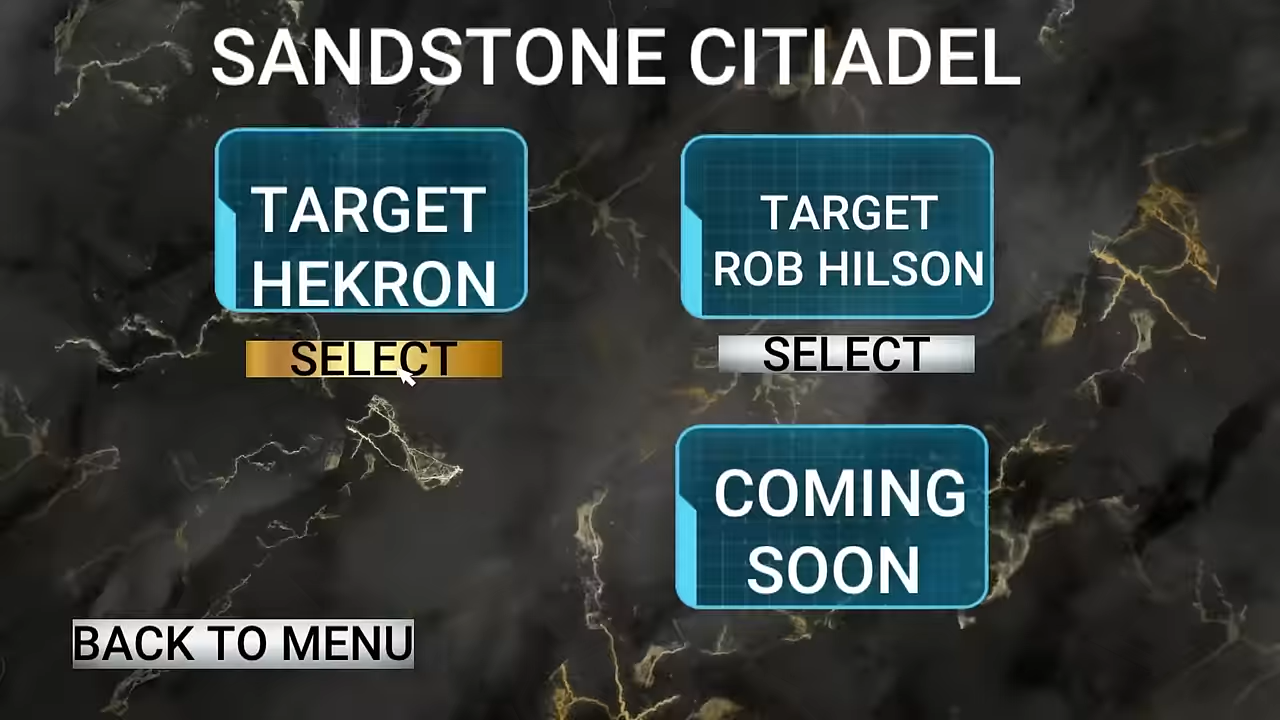 SANDSTONE CITIADEL
TARGET
HEKRON
SELECT
TARGET
ROB HILSON
SELECT
COMING
SOON
BACK TO MENU